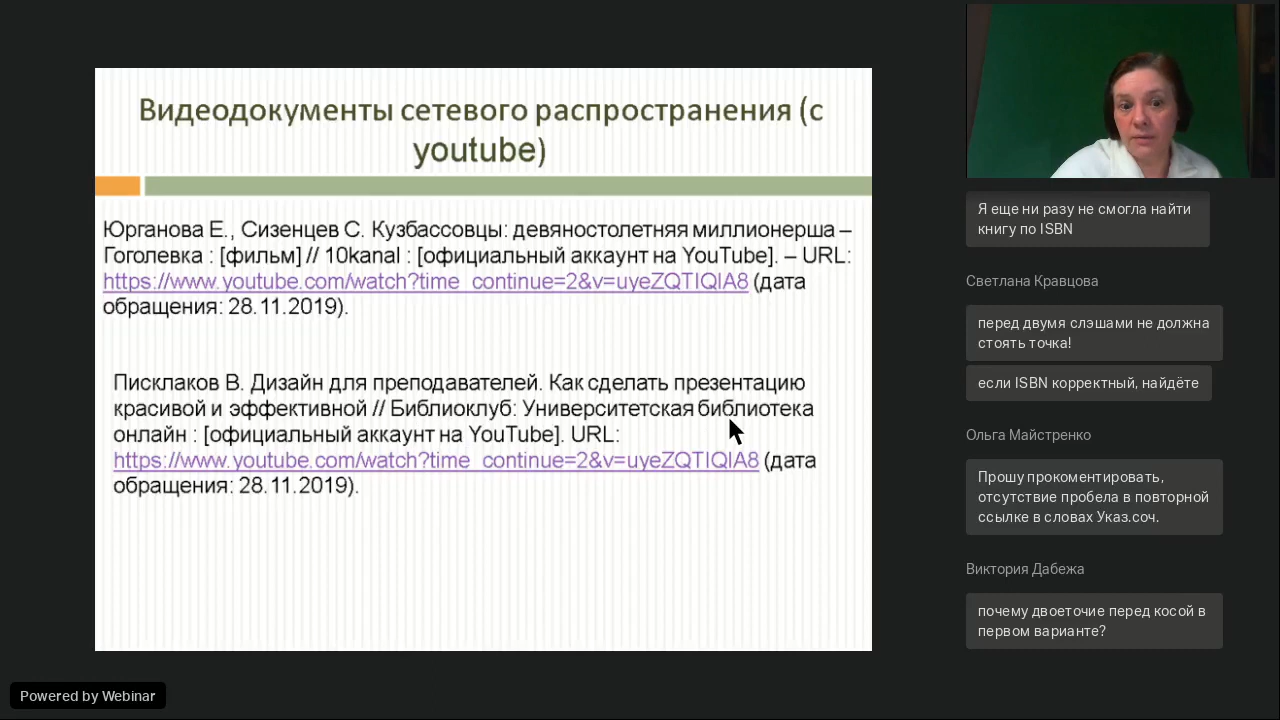 Видеодокументы сетевого распространения (с
youtube)
Юрганова Е., Сизенцев С. Кузбассовцы: девяностолетняя миллионерша –
Гоголевка : [фильм] // 10kanal : [официальный аккаунт на YouTube]. – URL:
https://www.youtube.com/watch?time_continue=2&v=uyeZQTIQIA8 (дата
обращения: 28.11.2019).
Писклаков В. Дизайн для преподавателей. Как сделать презентацию
красивой и эффективной // Библиоклуб: Университетская библиотека
онлайн : [официальный аккаунт на YouTube]. URL:
https://www.youtube.com/watch?time_continue=2&v=uyeZQTIQIA8 (дата
обращения: 28.11.2019).
Я еще ни разу не смогла найти
книгу по ISBN
Светлана Кравцова
перед двумя слэшами не должна
стоять точка!
если ISBN корректный, найдёте
Ольга Майстренко
Прошу прокоментировать,
отсутствие пробела в повторной
ссылке в словах Указ.соч.
Виктория Дабежа
почему двоеточие перед косой в
первом варианте?
Powered by Webinar